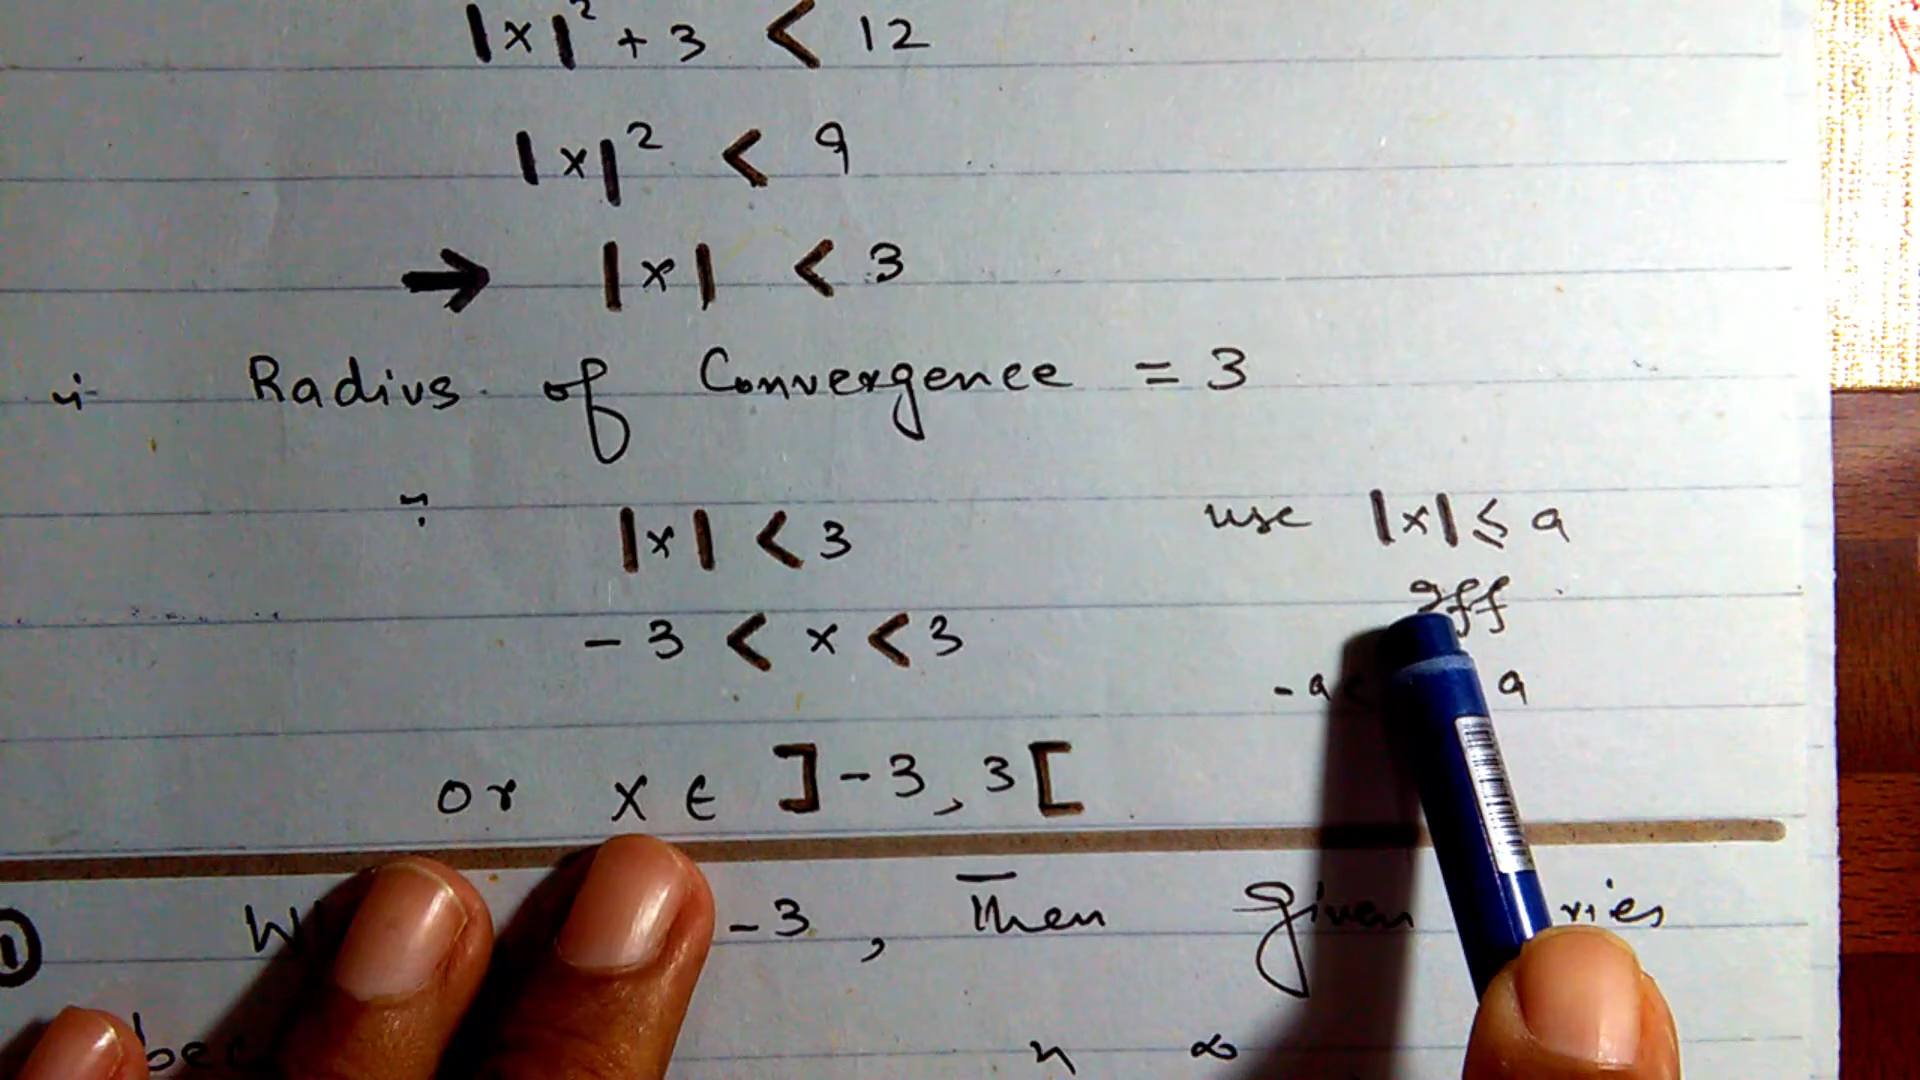 |x|² + 3 < 12
|x|² < 9
→ |x| < 3
∴ Radius of Convergence = 3
∵ |x| < 3 use |x| ≤ a
iff
-3 < x < 3
-a < a
or x ∈ ]-3, 3[
① -3, Then given
n ∞